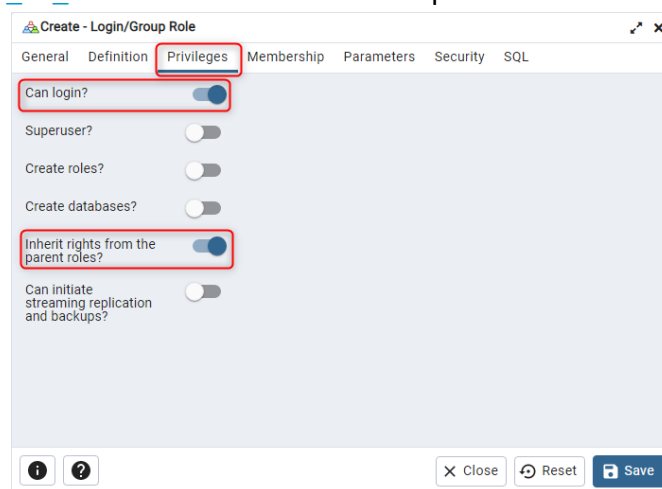 Create - Login/Group Role
General Definition Privileges Membership Parameters Security SQL
Can login?
Superuser?
Create roles?
Create databases?
Inherit rights from the
parent roles?
Can initiate
streaming replication
and backups?
Close Reset Save